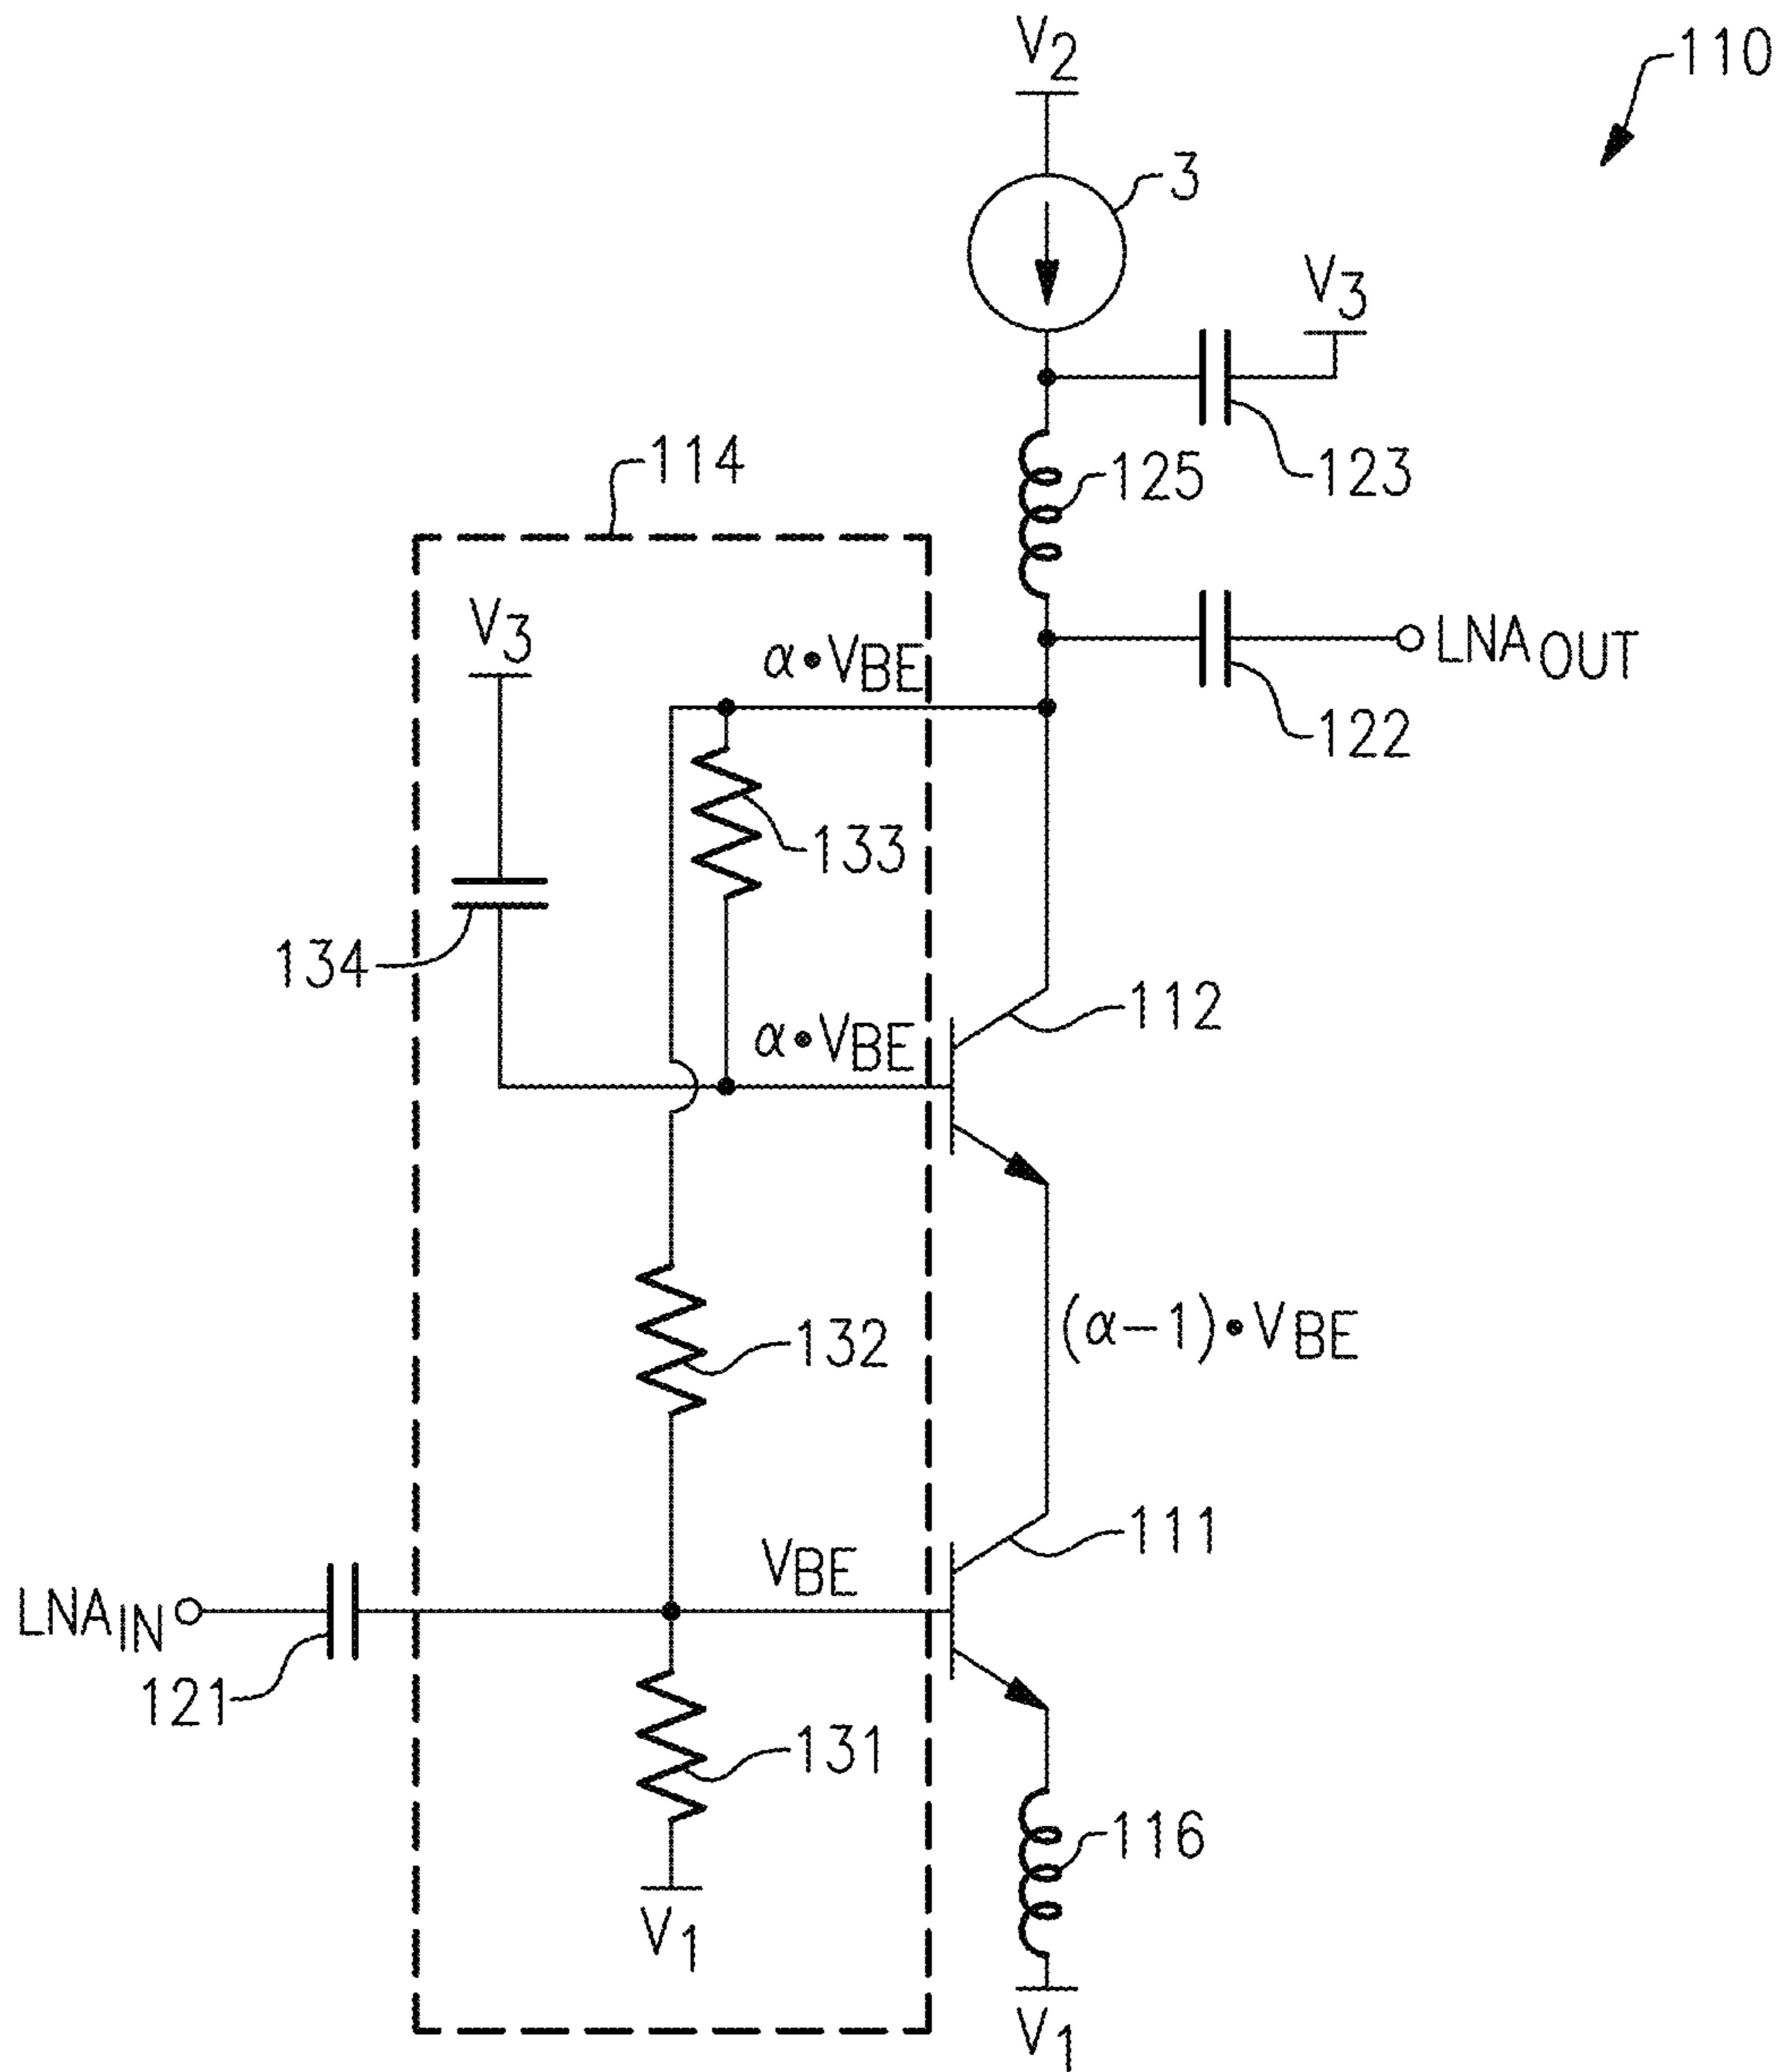 V2
110
3
V3
123
125
114
V3
α•VBE
LNAOUT
122
133
134
112
α•VBE
132
(α-1)•VBE
111
VBE
LNAIN
121
131
116
V1
V1